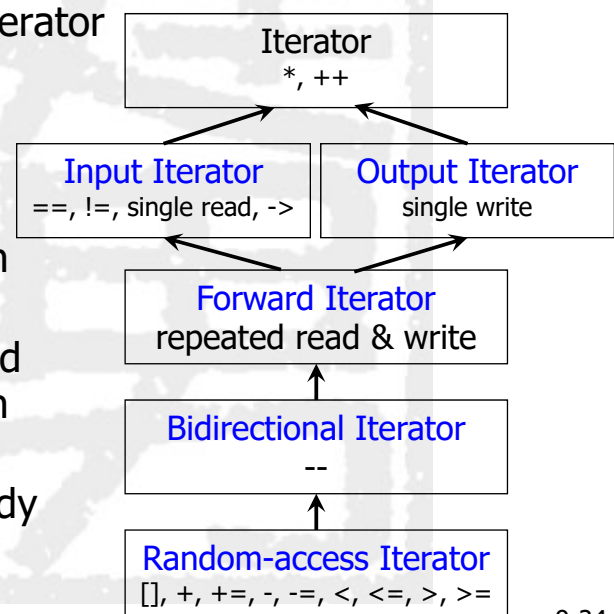 erator
Iterator
*, ++
Input Iterator
==, !=, single read, ->
Output Iterator
single write
Forward Iterator
repeated read & write
Bidirectional Iterator
--
dy
Random-access Iterator
[], +, +=, -, -=, <, <=, >, >=